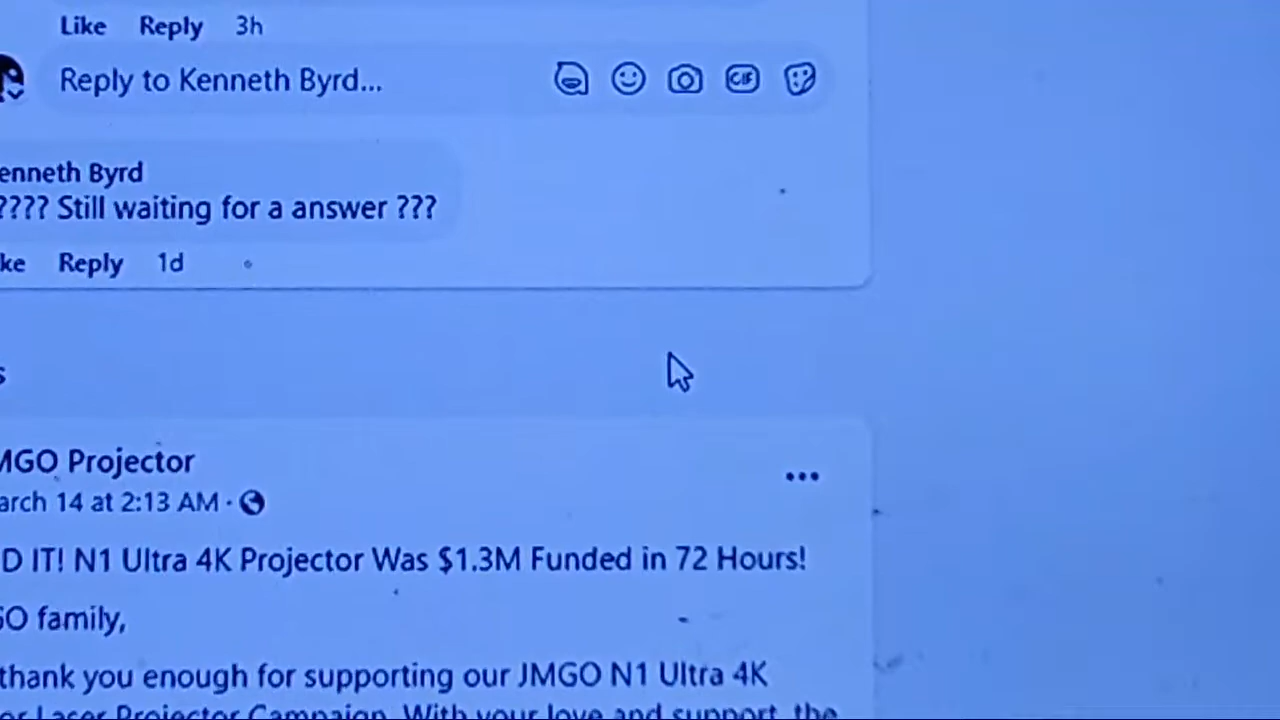 Like Reply 3h
Reply to Kenneth Byrd...
GIF
enneth Byrd
???? Still waiting for a answer ???
ke Reply 1d
s
MGO Projector
arch 14 at 2:13 AM ·
D IT! N1 Ultra 4K Projector Was $1.3M Funded in 72 Hours!
GO family,
thank you enough for supporting our JMGO N1 Ultra 4K
or Laser Projector Campaign. With your love and support, the